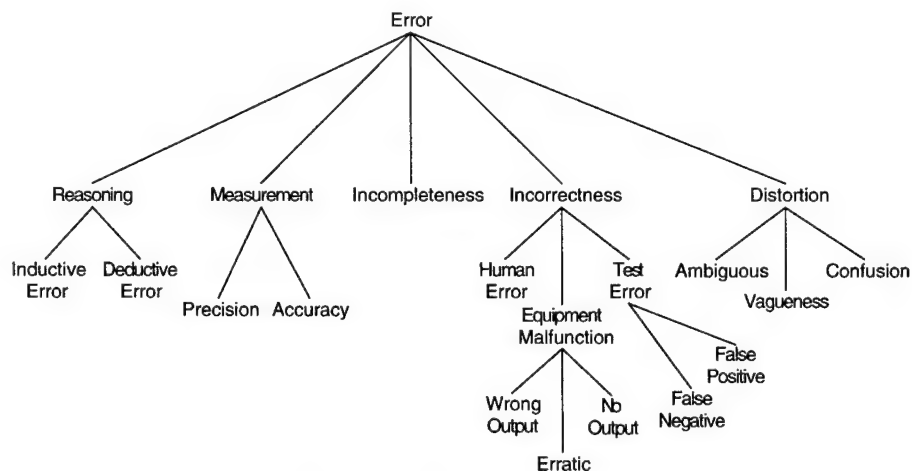 Error
Reasoning
Measurement
Incompleteness
Incorrectness
Distortion
Inductive
Error
Deductive
Error
Precision
Accuracy
Human
Error
Equipment
Malfunction
Test
Error
Ambiguous
Vagueness
Confusion
Wrong
Output
Erratic
No
Output
False
Negative
False
Positive